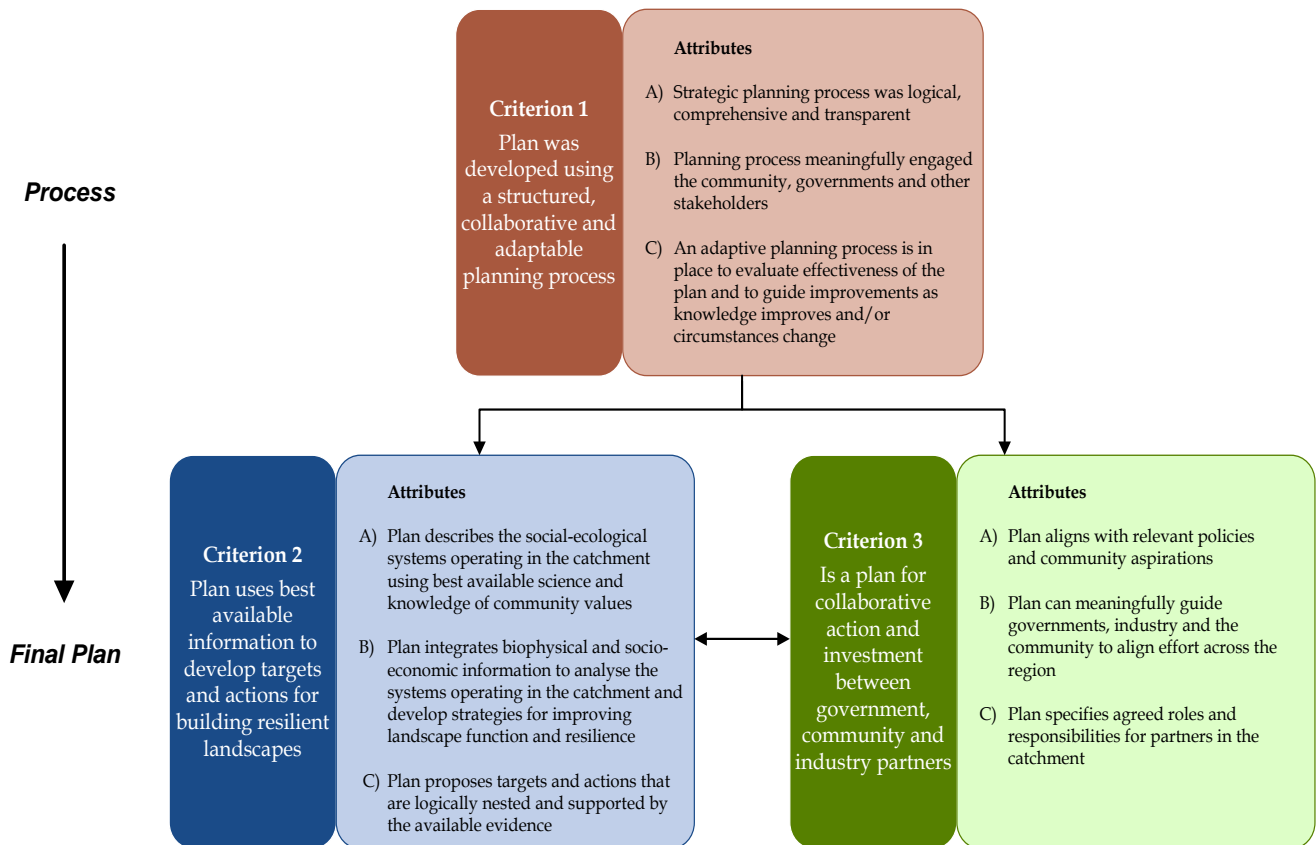 Process
Final Plan
Criterion 1
Plan was
developed using
a structured,
collaborative and
adaptable
planning process
Attributes
A) Strategic planning process was logical,
comprehensive and transparent
B) Planning process meaningfully engaged
the community, governments and other
stakeholders
C) An adaptive planning process is in
place to evaluate effectiveness of the
plan and to guide improvements as
knowledge improves and/or
circumstances change
Criterion 2
Plan uses best
available
information to
develop targets
and actions for
building resilient
landscapes
Attributes
A) Plan describes the social-ecological
systems operating in the catchment
using best available science and
knowledge of community values
B) Plan integrates biophysical and socio-
economic information to analyse the
systems operating in the catchment and
develop strategies for improving
landscape function and resilience
C) Plan proposes targets and actions that
are logically nested and supported by
the available evidence
Criterion 3
Is a plan for
collaborative
action and
investment
between
government,
community and
industry partners
Attributes
A) Plan aligns with relevant policies
and community aspirations
B) Plan can meaningfully guide
governments, industry and the
community to align effort across the
region
C) Plan specifies agreed roles and
responsibilities for partners in the
catchment